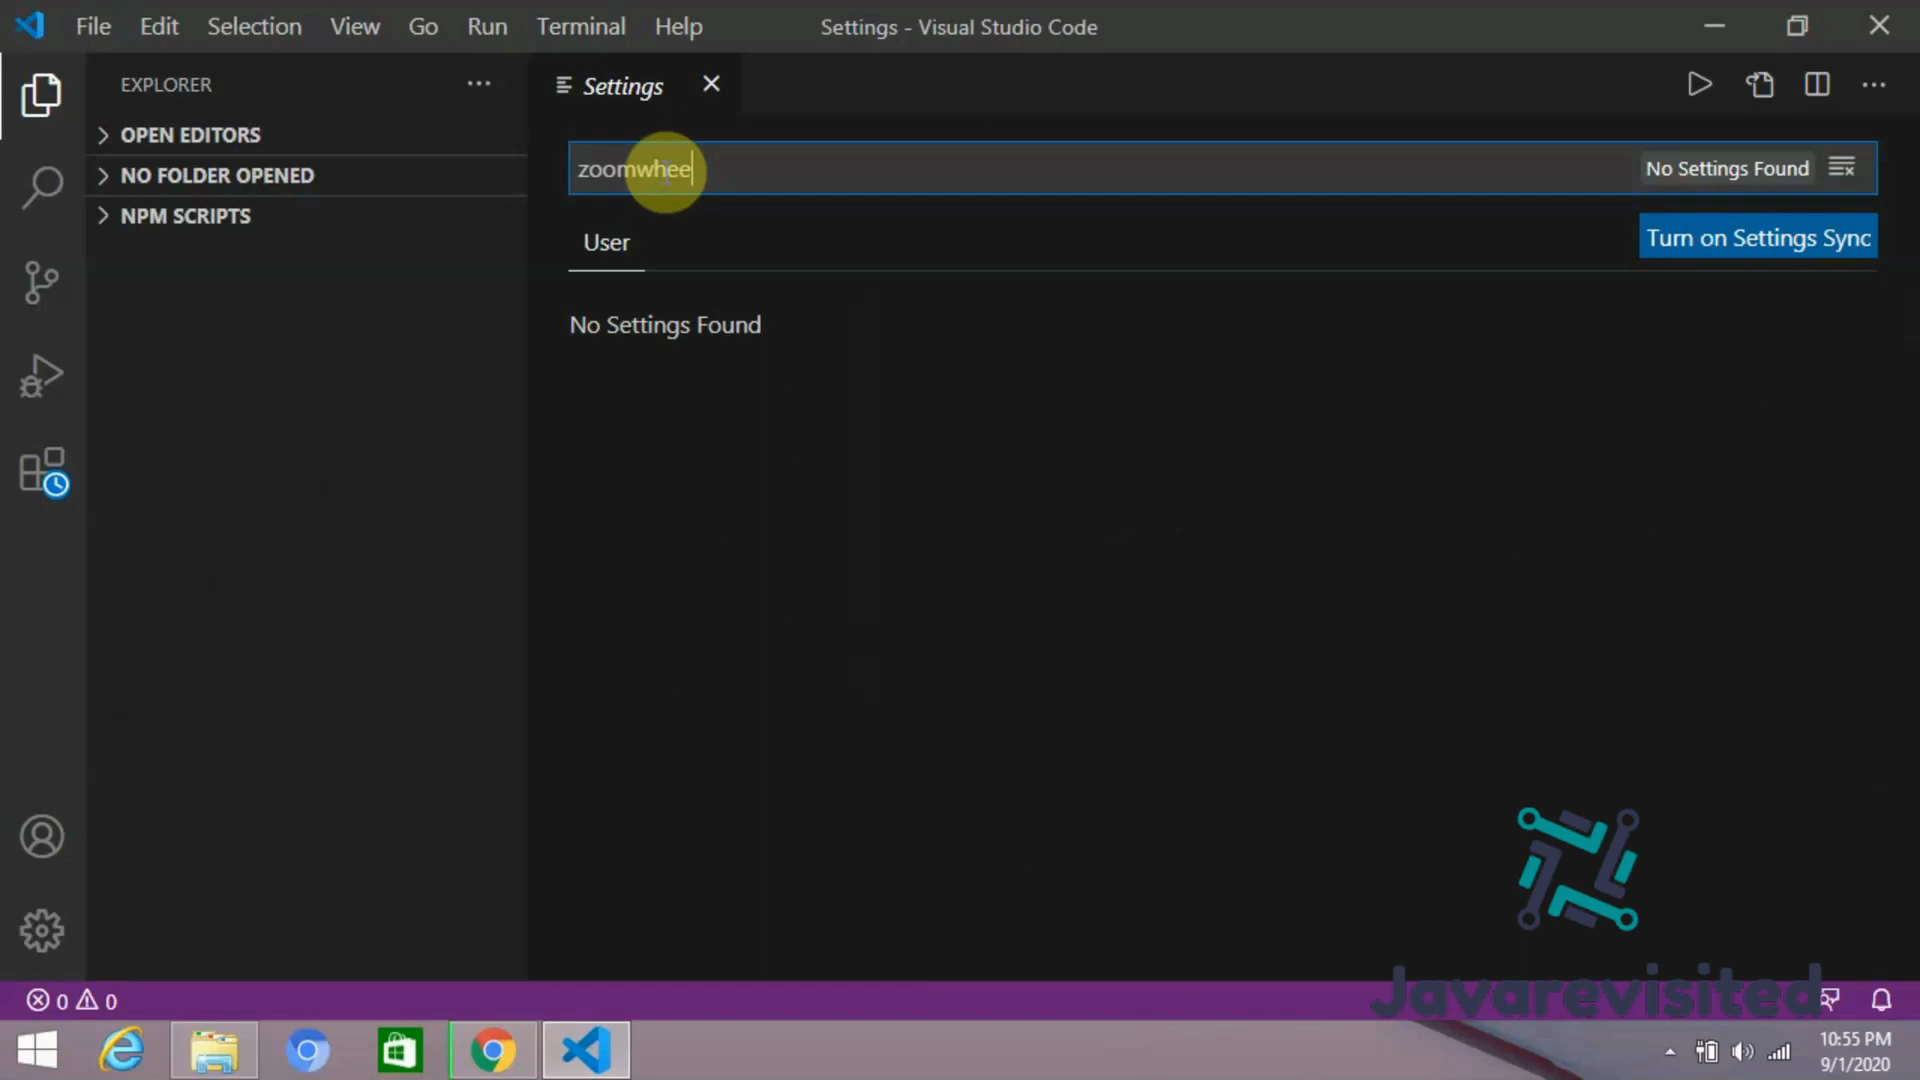 File Edit Selection View Go Run Terminal Help
Settings - Visual Studio Code
EXPLORER
Settings
OPEN EDITORS
NO FOLDER OPENED
NPM SCRIPTS
zoomwhee
No Settings Found
User
Turn on Settings Sync
No Settings Found
Javarevisited
0 0
10:55 PM
9/1/2020